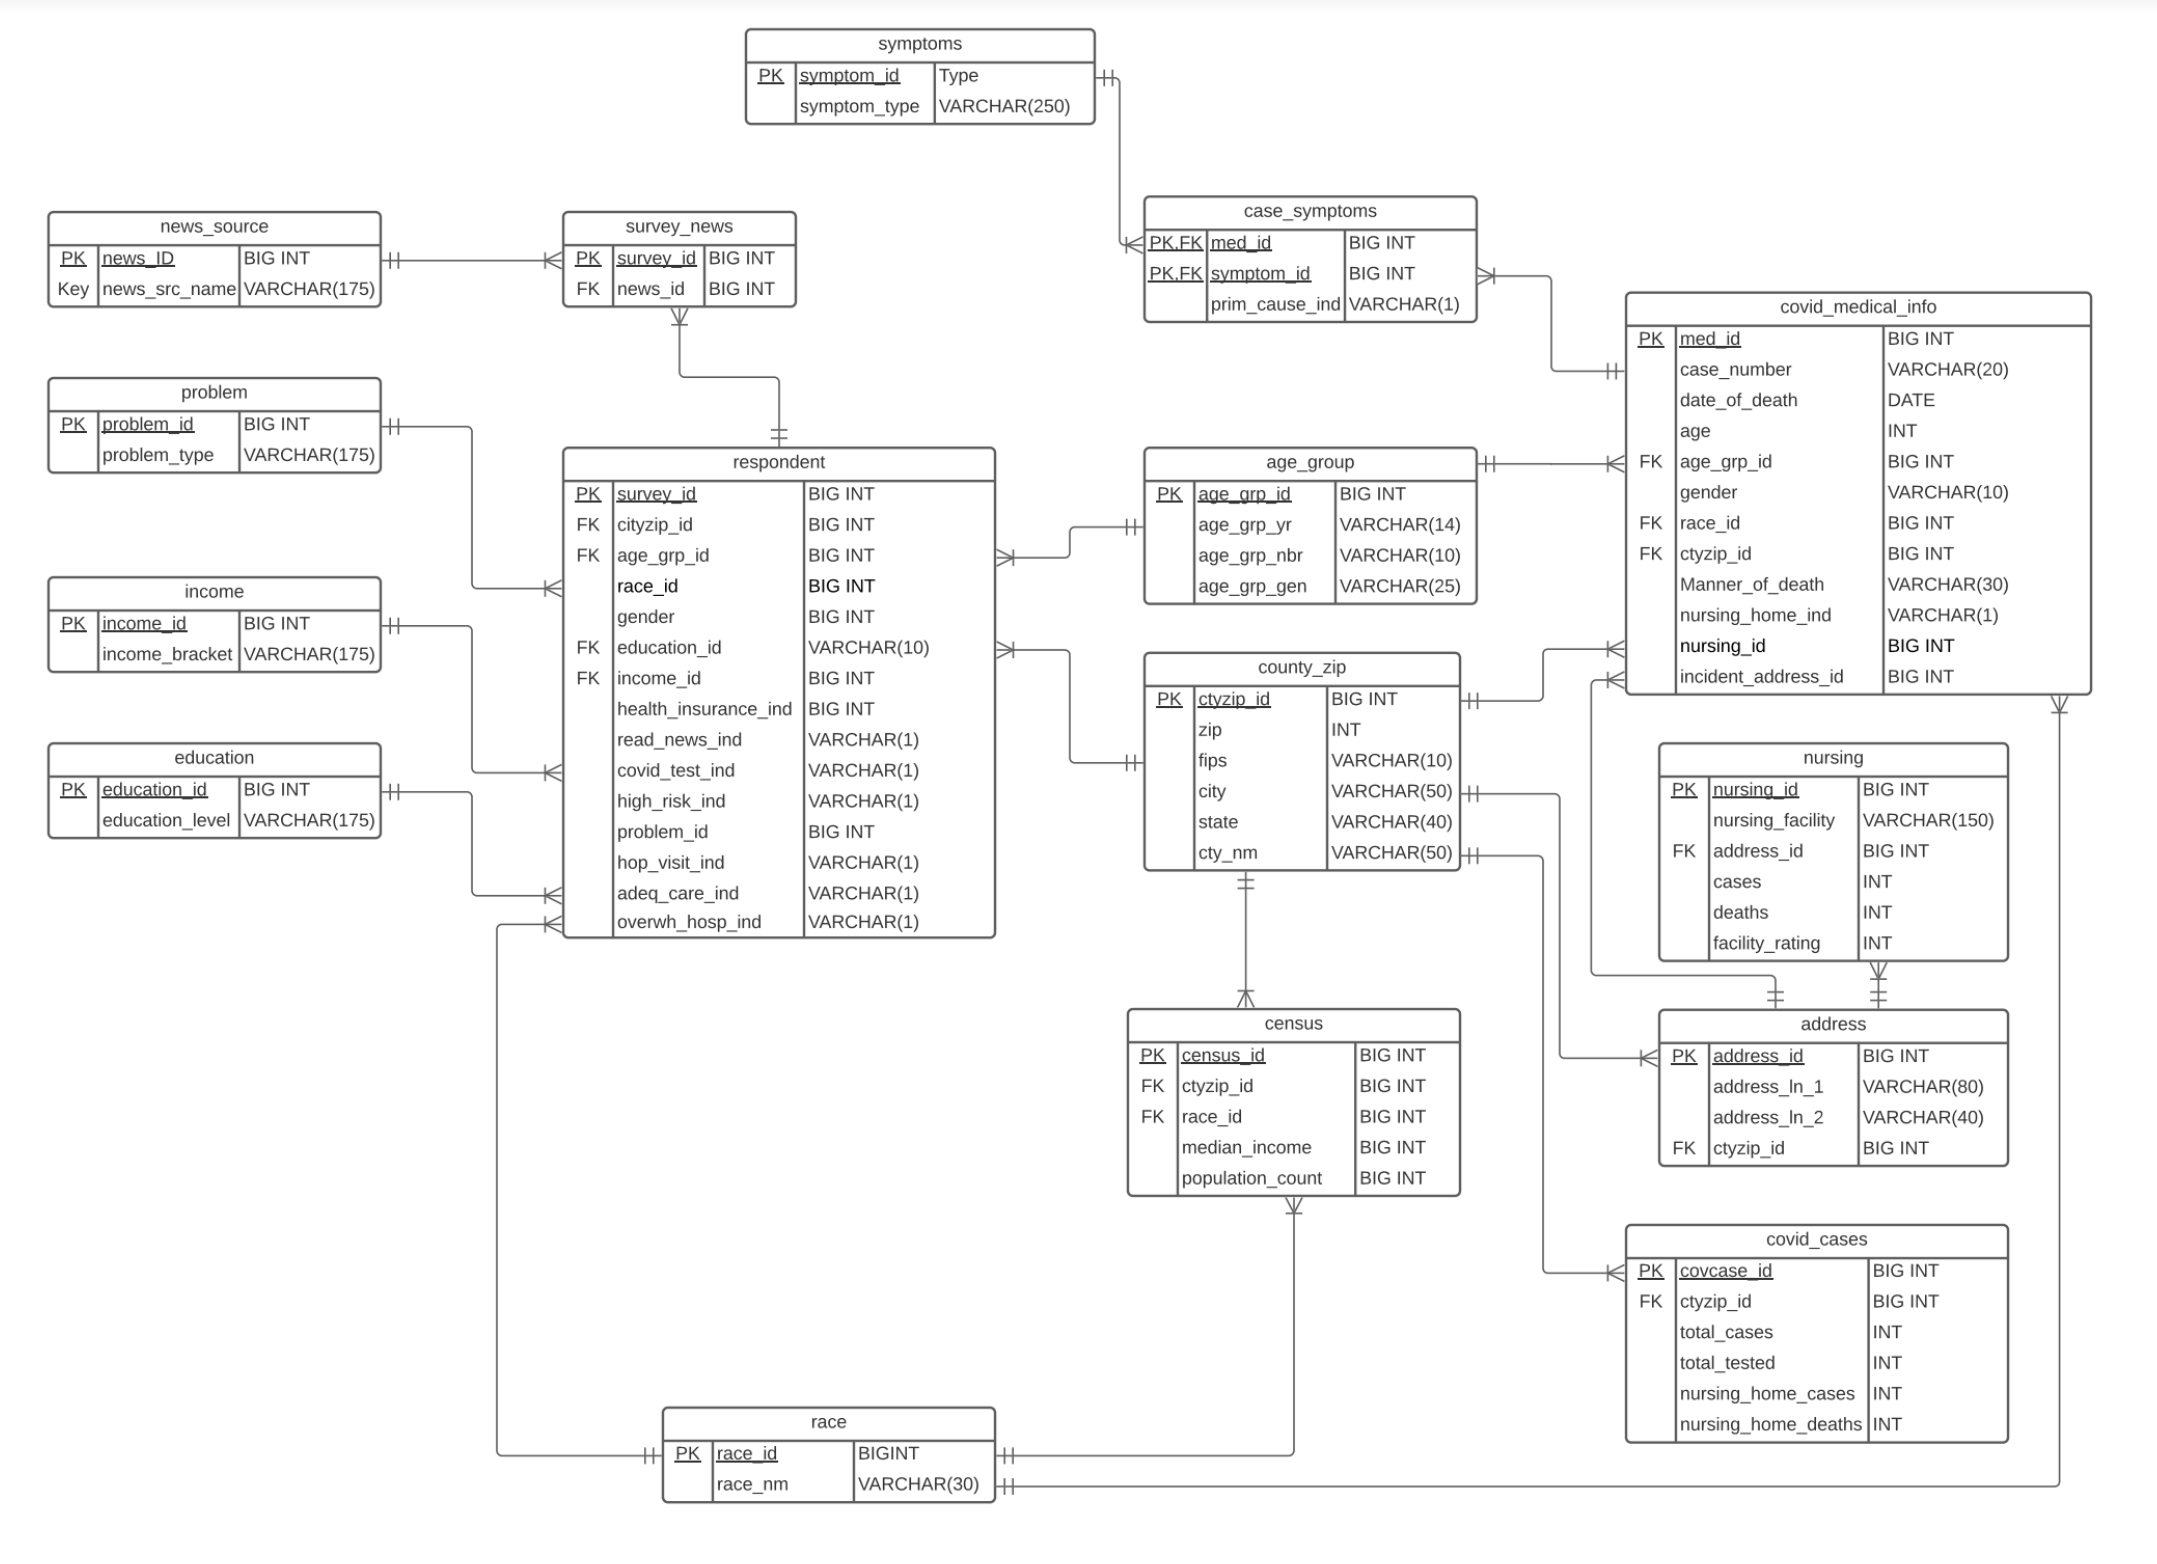 symptoms
PK symptom_id Type
symptom_type VARCHAR(250)
news_source
PK news_ID BIG INT
Key news_src_name VARCHAR(175)
survey_news
PK survey_id BIG INT
FK news_id BIG INT
case_symptoms
PK,FK med_id BIG INT
PK,FK symptom_id BIG INT
prim_cause_ind VARCHAR(1)
covid_medical_info
PK med_id BIG INT
case_number VARCHAR(20)
date_of_death DATE
age INT
FK age_grp_id BIG INT
gender VARCHAR(10)
FK race_id BIG INT
FK ctyzip_id BIG INT
Manner_of_death VARCHAR(30)
nursing_home_ind VARCHAR(1)
nursing_id BIG INT
incident_address_id BIG INT
problem
PK problem_id BIG INT
problem_type VARCHAR(175)
income
PK income_id BIG INT
income_bracket VARCHAR(175)
education
PK education_id BIG INT
education_level VARCHAR(175)
respondent
PK survey_id BIG INT
FK cityzip_id BIG INT
FK age_grp_id BIG INT
race_id BIG INT
gender BIG INT
FK education_id VARCHAR(10)
FK income_id BIG INT
health_insurance_ind BIG INT
read_news_ind VARCHAR(1)
covid_test_ind VARCHAR(1)
high_risk_ind VARCHAR(1)
problem_id BIG INT
hop_visit_ind VARCHAR(1)
adeq_care_ind VARCHAR(1)
overwh_hosp_ind VARCHAR(1)
age_group
PK age_grp_id BIG INT
age_grp_yr VARCHAR(14)
age_grp_nbr VARCHAR(10)
age_grp_gen VARCHAR(25)
county_zip
PK ctyzip_id BIG INT
zip INT
fips VARCHAR(10)
city VARCHAR(50)
state VARCHAR(40)
cty_nm VARCHAR(50)
nursing
PK nursing_id BIG INT
nursing_facility VARCHAR(150)
FK address_id BIG INT
cases INT
deaths INT
facility_rating INT
census
PK census_id BIG INT
FK ctyzip_id BIG INT
FK race_id BIG INT
median_income BIG INT
population_count BIG INT
address
PK address_id BIG INT
address_ln_1 VARCHAR(80)
address_ln_2 VARCHAR(40)
FK ctyzip_id BIG INT
covid_cases
PK covcase_id BIG INT
FK ctyzip_id BIG INT
total_cases INT
total_tested INT
nursing_home_cases INT
nursing_home_deaths INT
race
PK race_id BIGINT
race_nm VARCHAR(30)